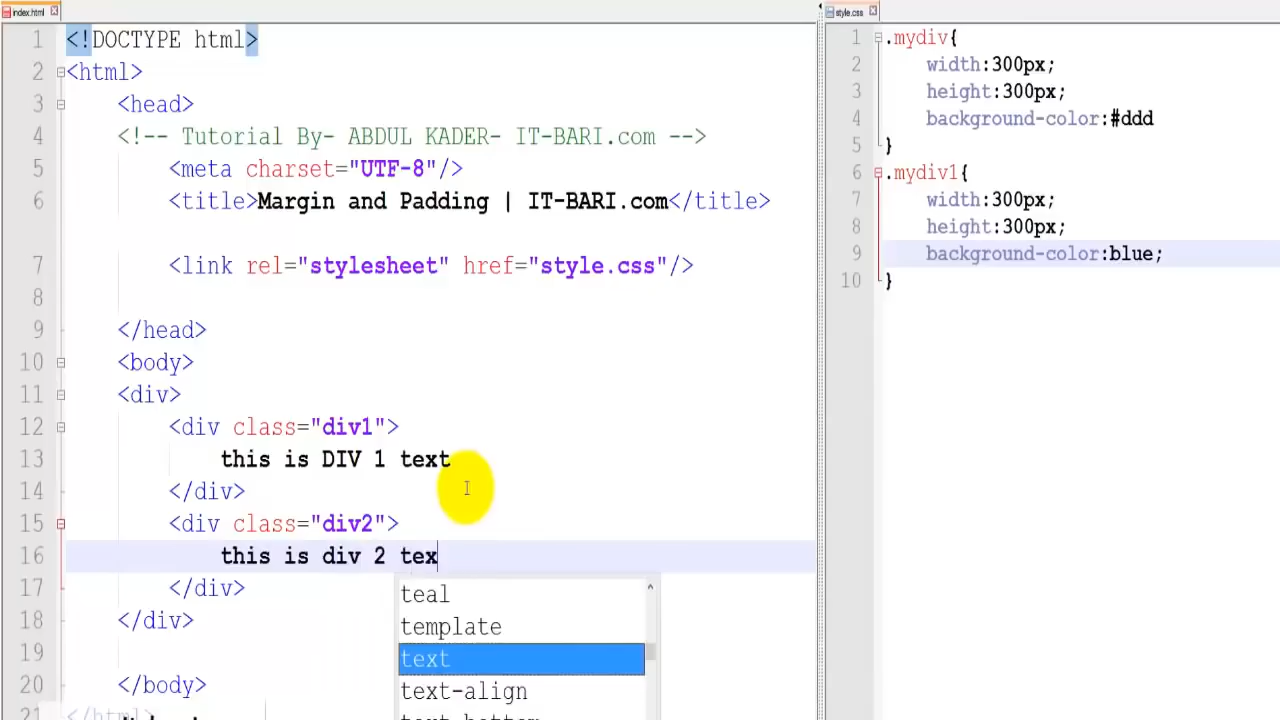 index.html
1 <!DOCTYPE html>
2 <html>
3 <head>
4 <!-- Tutorial By- ABDUL KADER- IT-BARI.com -->
5 <meta charset="UTF-8"/>
6 <title>Margin and Padding | IT-BARI.com</title>
7 <link rel="stylesheet" href="style.css"/>
8
9 </head>
10 <body>
11 <div>
12 <div class="div1">
13 this is DIV 1 text
14 </div>
15 <div class="div2">
16 this is div 2 tex
17 </div>
18 </div>
19
20 </body>
21 </html>
teal
template
text
text-align
text-bottom
style.css
1 .mydiv{
2 width:300px;
3 height:300px;
4 background-color:#ddd
5 }
6 .mydiv1{
7 width:300px;
8 height:300px;
9 background-color:blue;
10 }